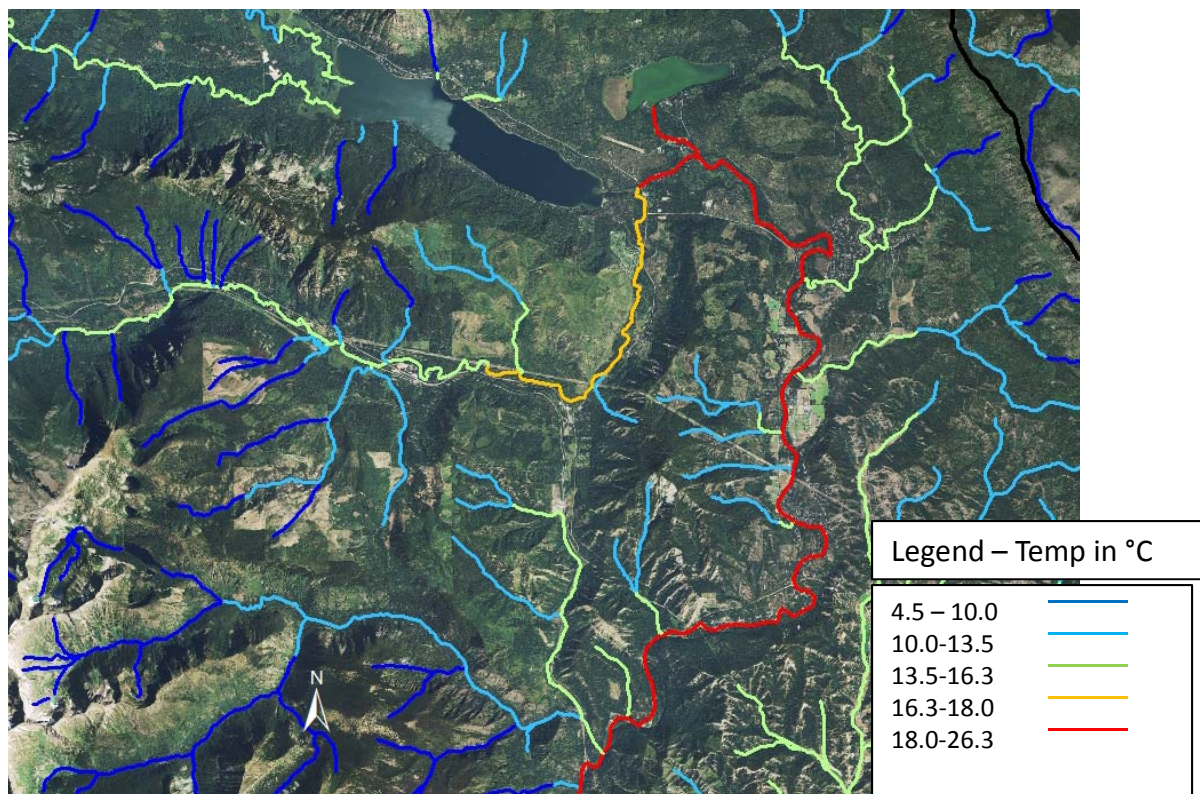 N
Legend – Temp in °C
4.5 – 10.0
10.0-13.5
13.5-16.3
16.3-18.0
18.0-26.3